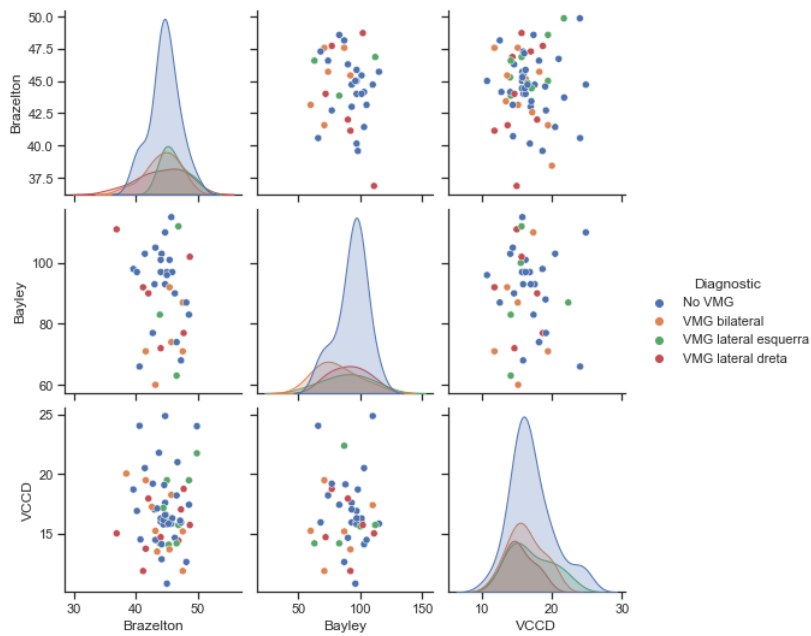 50.0
47.5
45.0
42.5
40.0
37.5
Brazelton
100
80
60
Bayley
Diagnostic
No VMG
VMG bilateral
VMG lateral esquerra
VMG lateral dreta
25
20
15
VCCD
30 40 50
Brazelton
50 100 150
Bayley
10 20 30
VCCD